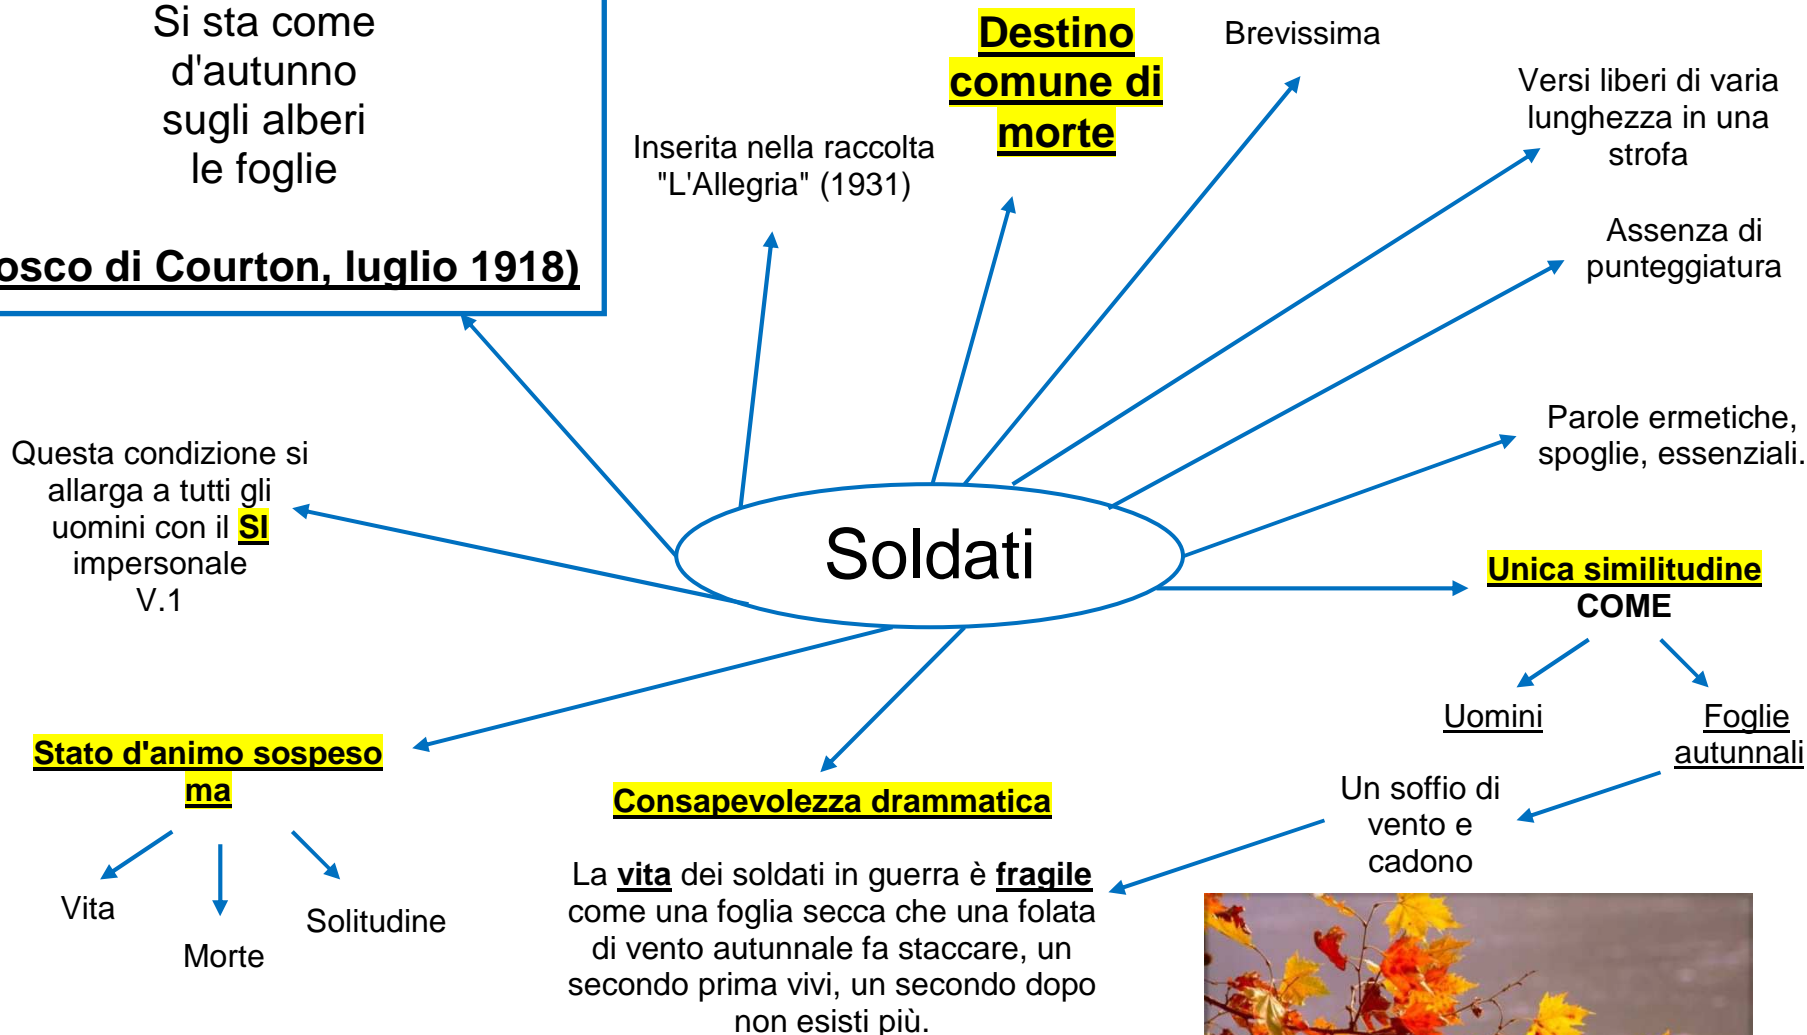 Si sta come
d'autunno
sugli alberi
le foglie
di Courton, luglio 1918)
Inserita nella raccolta
"L'Allegria" (1931)
Destino
comune di
morte
Brevissima
Versi liberi di varia
lunghezza in una
strofa
Assenza di
punteggiatura
Parole ermetiche,
spoglie, essenziali.
Questa condizione si
allarga a tutti gli
uomini con il SI
impersonale
V.1
Soldati
Unica similitudine
COME
Uomini
Foglie
autunnali
Un soffio di
vento e
cadono
Stato d'animo sospeso
ma
Vita
Morte
Solitudine
Consapevolezza drammatica
La vita dei soldati in guerra è fragile
come una foglia secca che una folata
di vento autunnale fa staccare, un
secondo prima vivi, un secondo dopo
non esisti più.